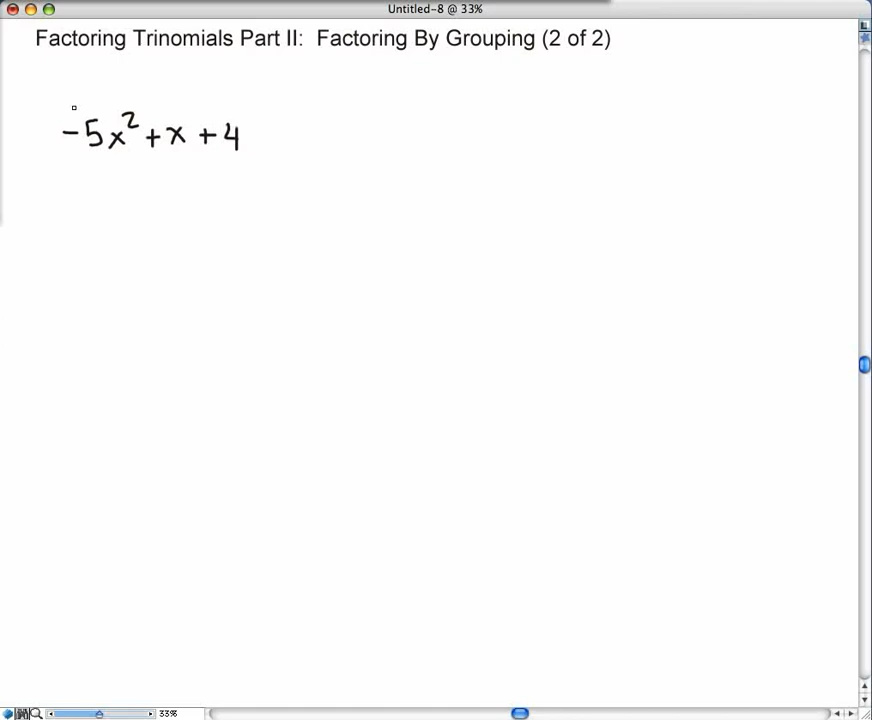 Untitled-8 @ 33%
Factoring Trinomials Part II: Factoring By Grouping (2 of 2)
-5x² + x + 4
33%